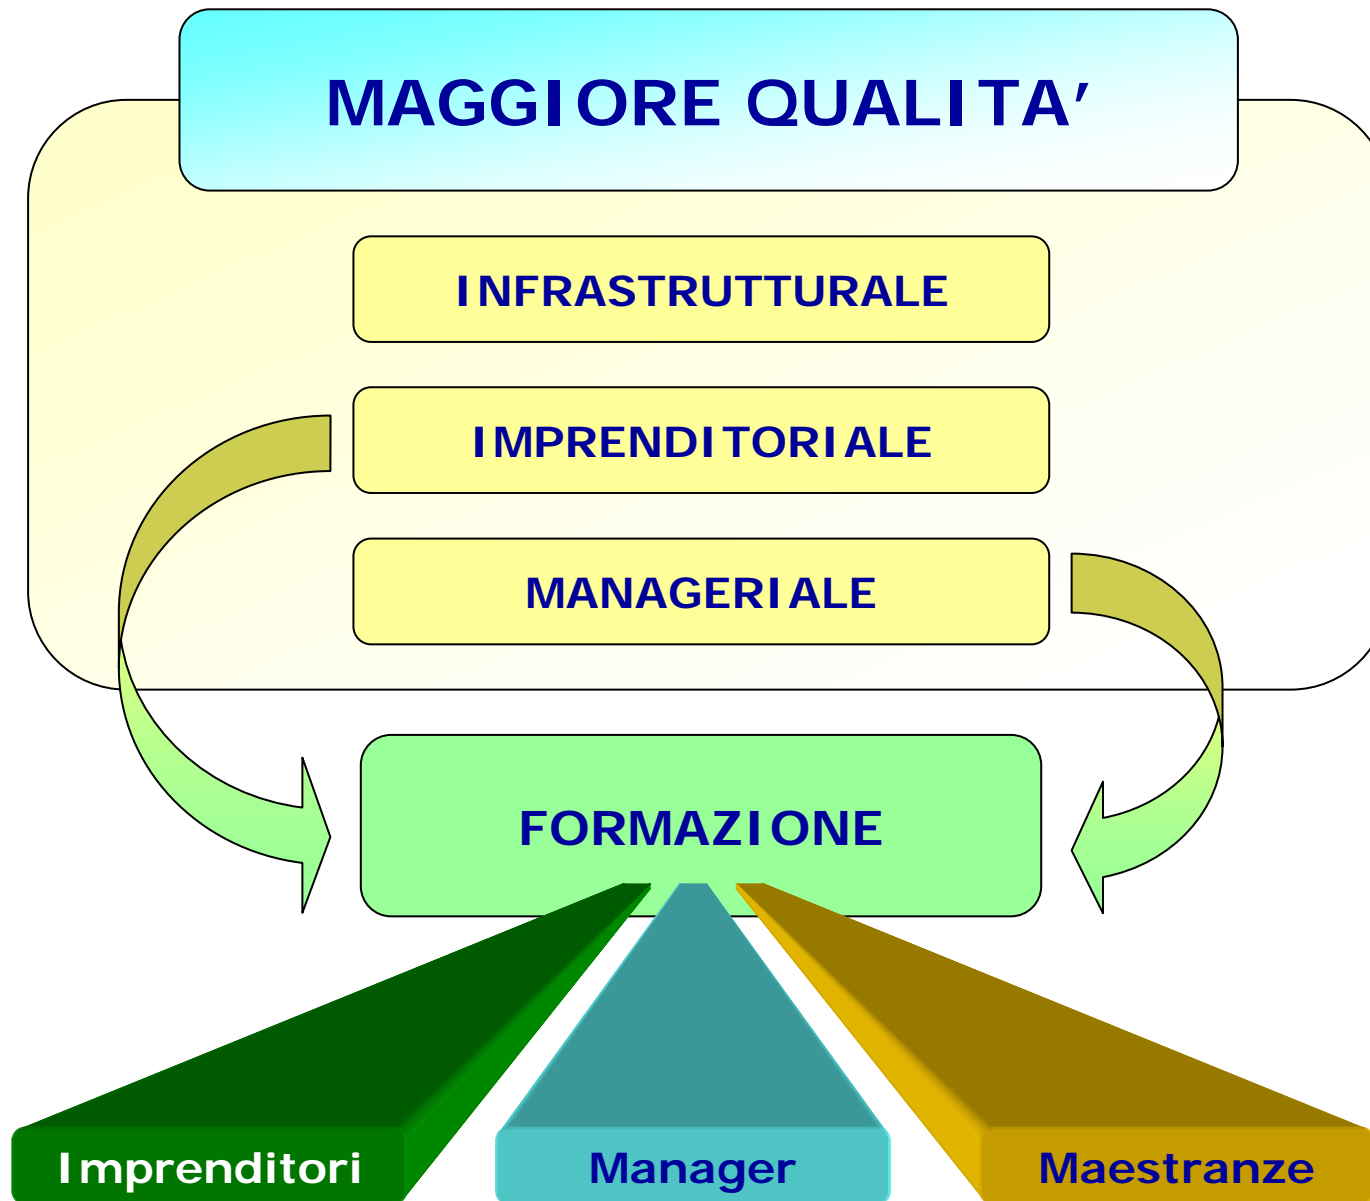 MAGGIORE QUALITA’
INFRASTRUTTURALE
IMPRENDITORIALE
MANAGERIALE
FORMAZIONE
Imprenditori
Manager
Maestranze